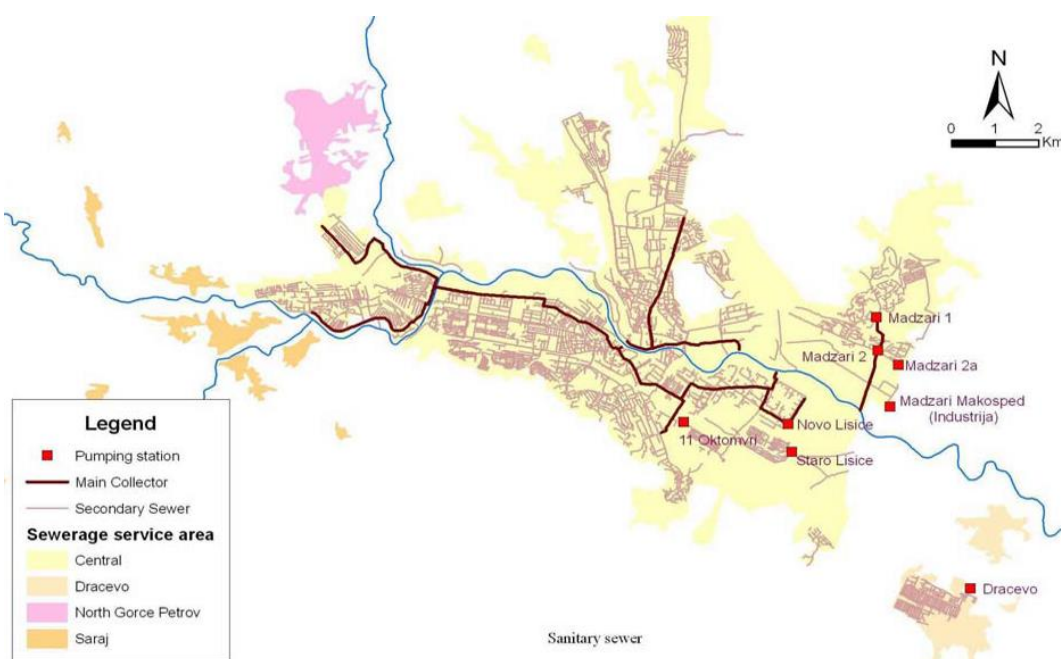 N
0 1 2
Km
Madzari 1
Madzari 2
Madzari 2a
Madzari Makosped
(Industrija)
11 Oktomvri
Novo Lisice
Staro Lisice
Dracevo
Legend
Pumping station
Main Collector
Secondary Sewer
Sewerage service area
Central
Dracevo
North Gorce Petrov
Saraj
Sanitary sewer